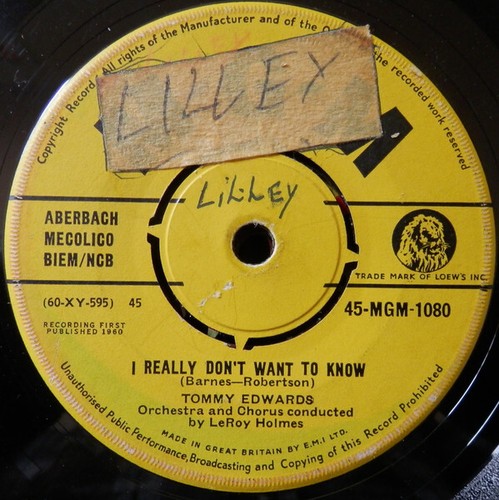 Copyright Record. All rights of the Manufacturer and of the Owner of the recorded work reserved
LILLEY
M
LILLEY
ABERBACH
MECOLICO
BIEM/NCB
TRADE MARK OF LOEW'S INC.
(60-XY-595) 45
45-MGM-1080
RECORDING FIRST
PUBLISHED 1960
I REALLY DON'T WANT TO KNOW
(Barnes—Robertson)
TOMMY EDWARDS
Orchestra and Chorus conducted
by LeRoy Holmes
MADE IN GREAT BRITAIN BY E.M.I LTD.
Unauthorised Public Performance, Broadcasting and Copying of this Record Prohibited